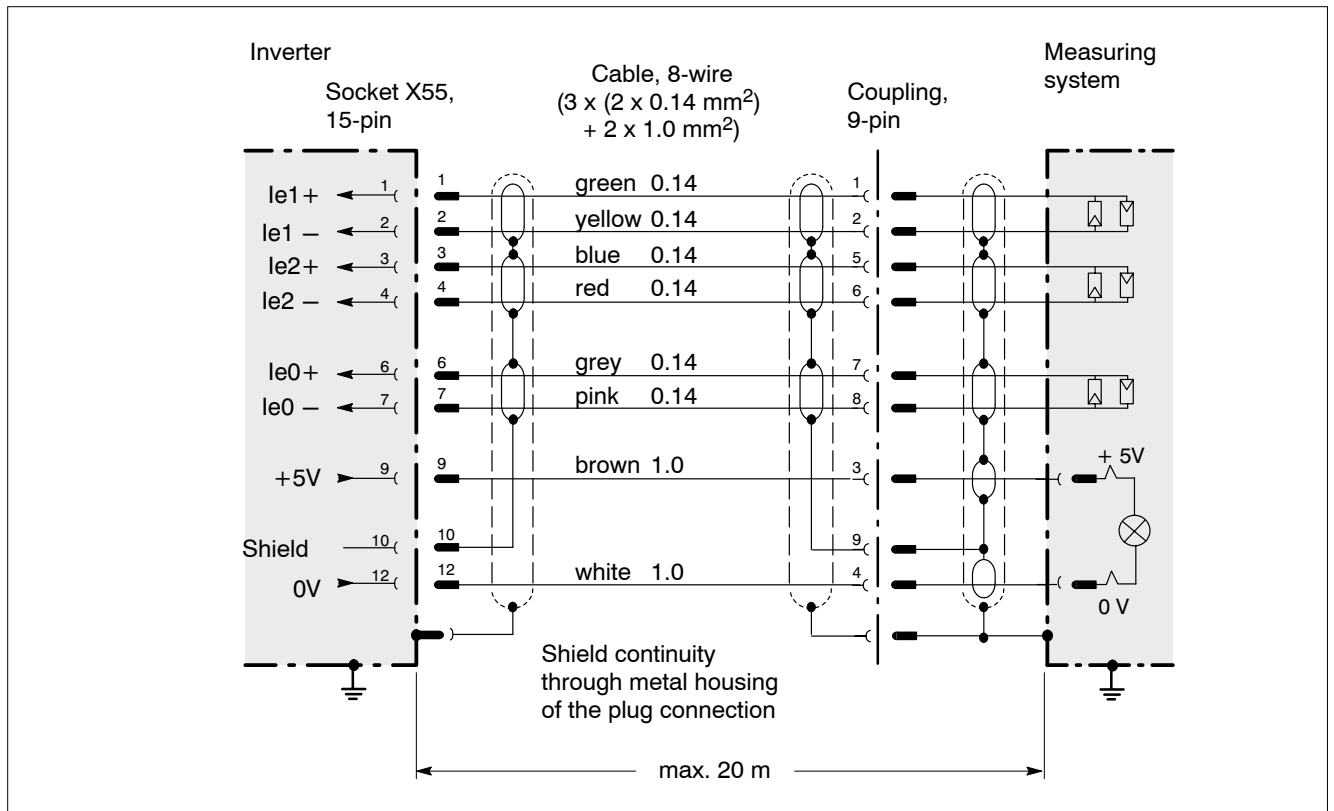 Inverter
Measuring
system
Socket X55,
15-pin
Cable, 8-wire
(3 x (2 x 0.14 mm²)
+ 2 x 1.0 mm²)
Coupling,
9-pin
Ie1+ 1 1 green 0.14 1
Ie1 – 2 2 yellow 0.14 2
Ie2+ 3 3 blue 0.14 5
Ie2 – 4 4 red 0.14 6
Ie0+ 6 6 grey 0.14 7
Ie0 – 7 7 pink 0.14 8
+5V 9 9 brown 1.0 3 + 5V
Shield 10 10 9
0V 12 12 white 1.0 4 0 V
Shield continuity
through metal housing
of the plug connection
max. 20 m